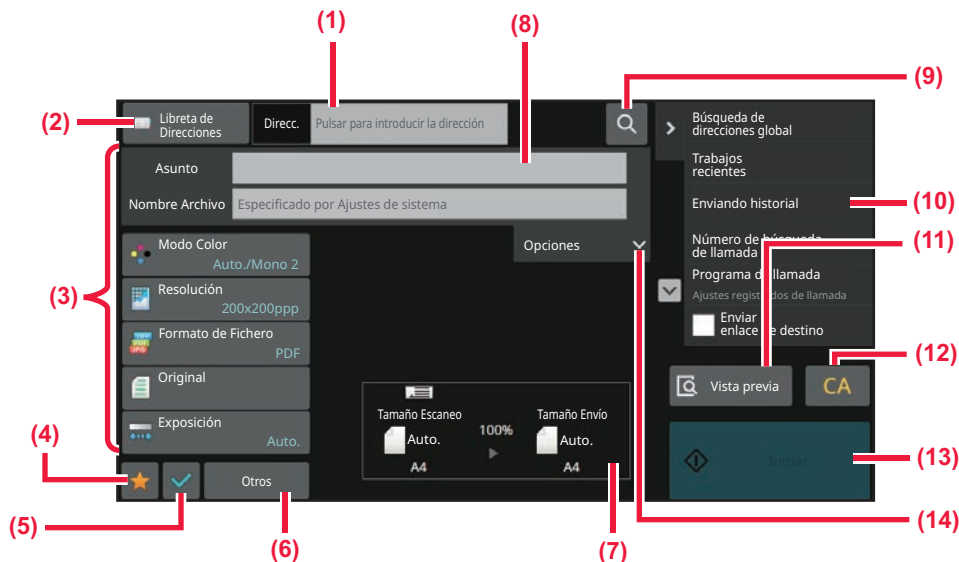 (1)
(8)
(9)
(2)
Libreta de
Direcciones
Direcc.
Pulsar para introducir la dirección
Búsqueda de
direcciones global
(3)
Asunto
Trabajos
recientes
Nombre Archivo
Especificado por Ajustes de sistema
Enviando historial
(10)
Opciones
Número de búsqueda
de llamada
(11)
Modo Color
Auto./Mono 2
Programa de llamada
Ajustes registrados de llamada
Resolución
200x200ppp
Enviar
enlace de destino
Formato de Fichero
PDF
(12)
Original
Vista previa
CA
Exposición
Auto.
Tamaño Escaneo
Auto.
A4
100%
Tamaño Envío
Auto.
A4
Iniciar
(13)
(4)
Otros
(5)
(6)
(7)
(14)